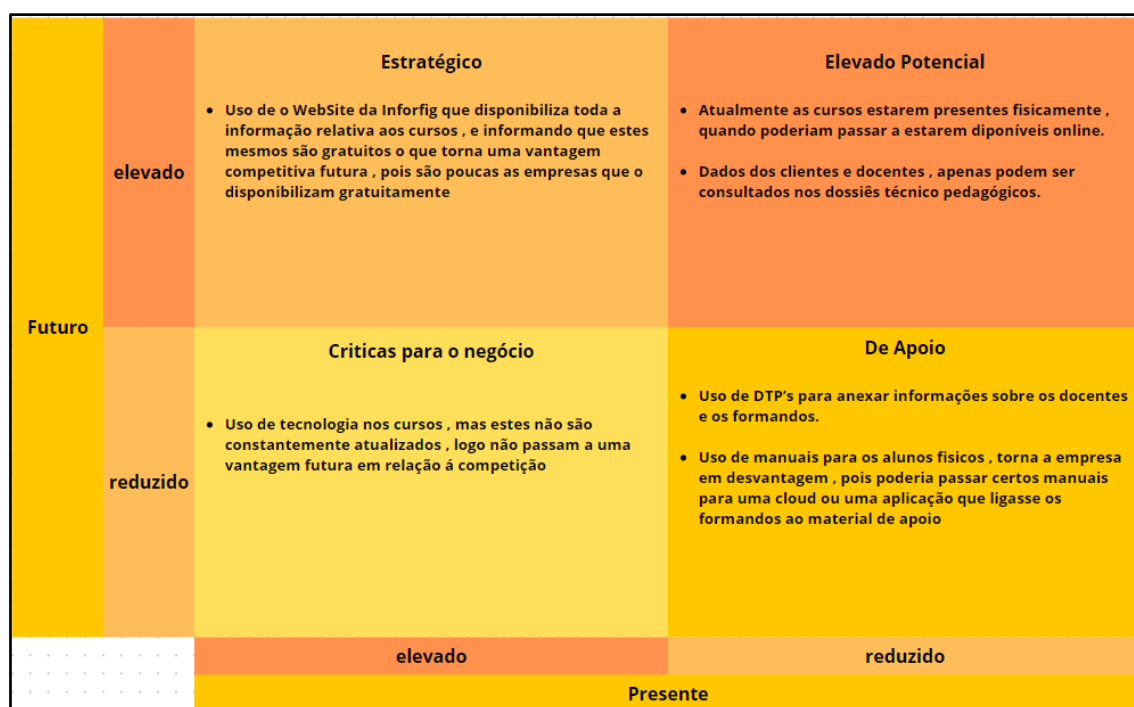 Futuro
elevado
Estratégico
• Uso de o WebSite da Inforfig que disponibiliza toda a
informação relativa aos cursos , e informando que estes
mesmos são gratuitos o que torna uma vantagem
competitiva futura , pois são poucas as empresas que o
disponibilizam gratuitamente
Elevado Potencial
• Atualmente as cursos estarem presentes fisicamente ,
quando poderiam passar a estarem diponíveis online.
• Dados dos clientes e docentes , apenas podem ser
consultados nos dossiês técnico pedagógicos.
reduzido
Criticas para o negócio
• Uso de tecnologia nos cursos , mas estes não são
constantemente atualizados , logo não passam a uma
vantagem futura em relação á competição
De Apoio
• Uso de DTP’s para anexar informações sobre os docentes
e os formandos.
• Uso de manuais para os alunos fisicos , torna a empresa
em desvantagem , pois poderia passar certos manuais
para uma cloud ou uma aplicação que ligasse os
formandos ao material de apoio
elevado
reduzido
Presente